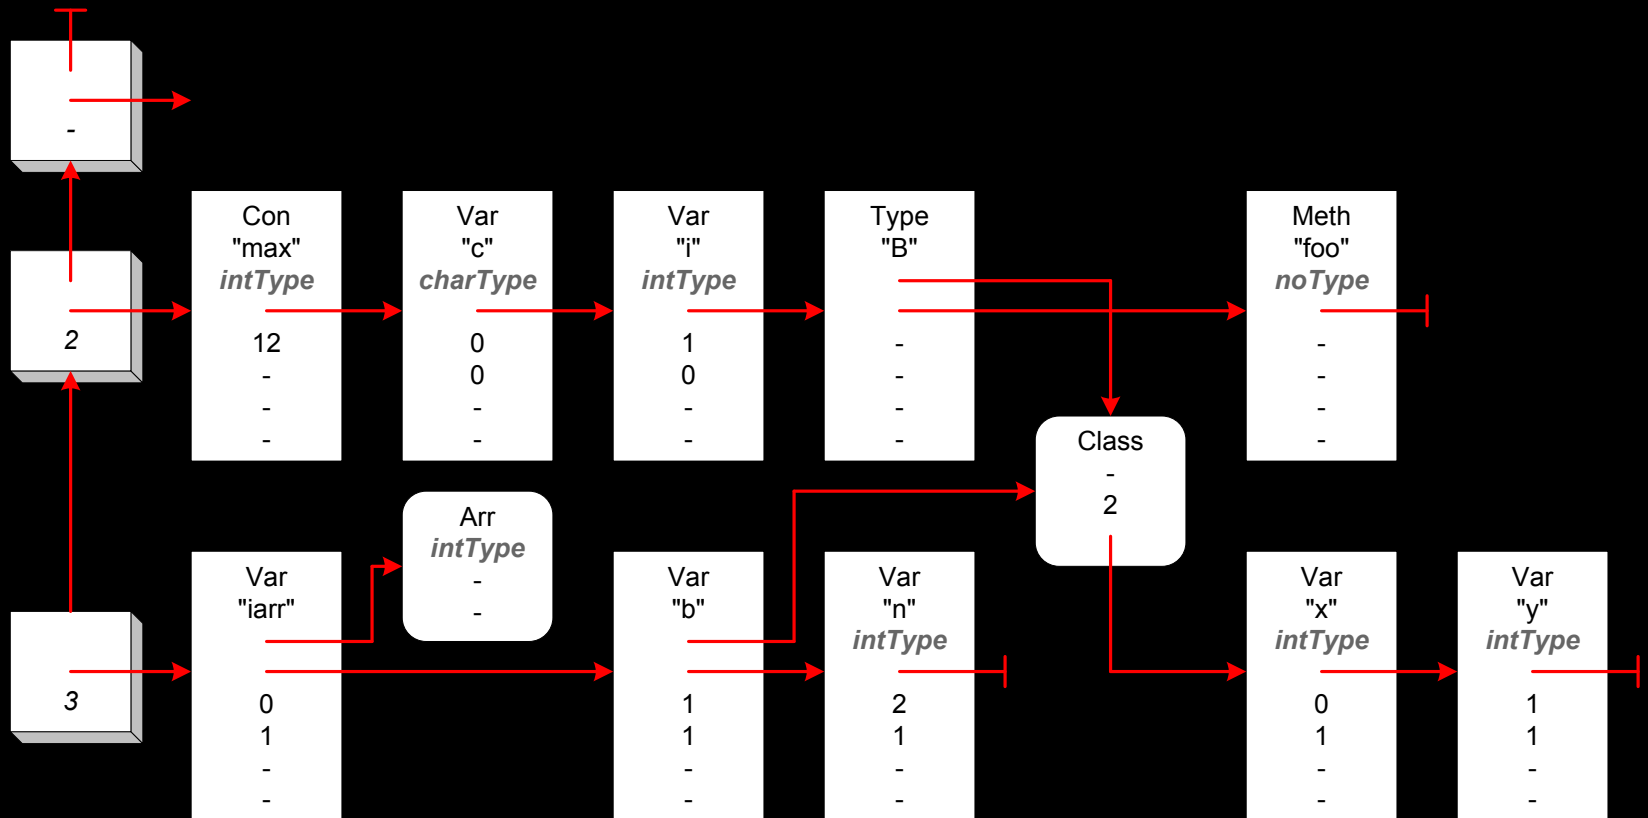 -
2
Con
"max"
intType
12
-
-
-
Var
"c"
charType
0
0
-
-
Var
"i"
intType
1
0
-
-
Type
"B"
-
-
-
-
Meth
"foo"
noType
-
-
-
-
Class
-
2
Arr
intType
-
-
3
Var
"iarr"
0
1
-
-
Var
"b"
1
1
-
-
Var
"n"
intType
2
1
-
-
Var
"x"
intType
0
1
-
-
Var
"y"
intType
1
1
-
-